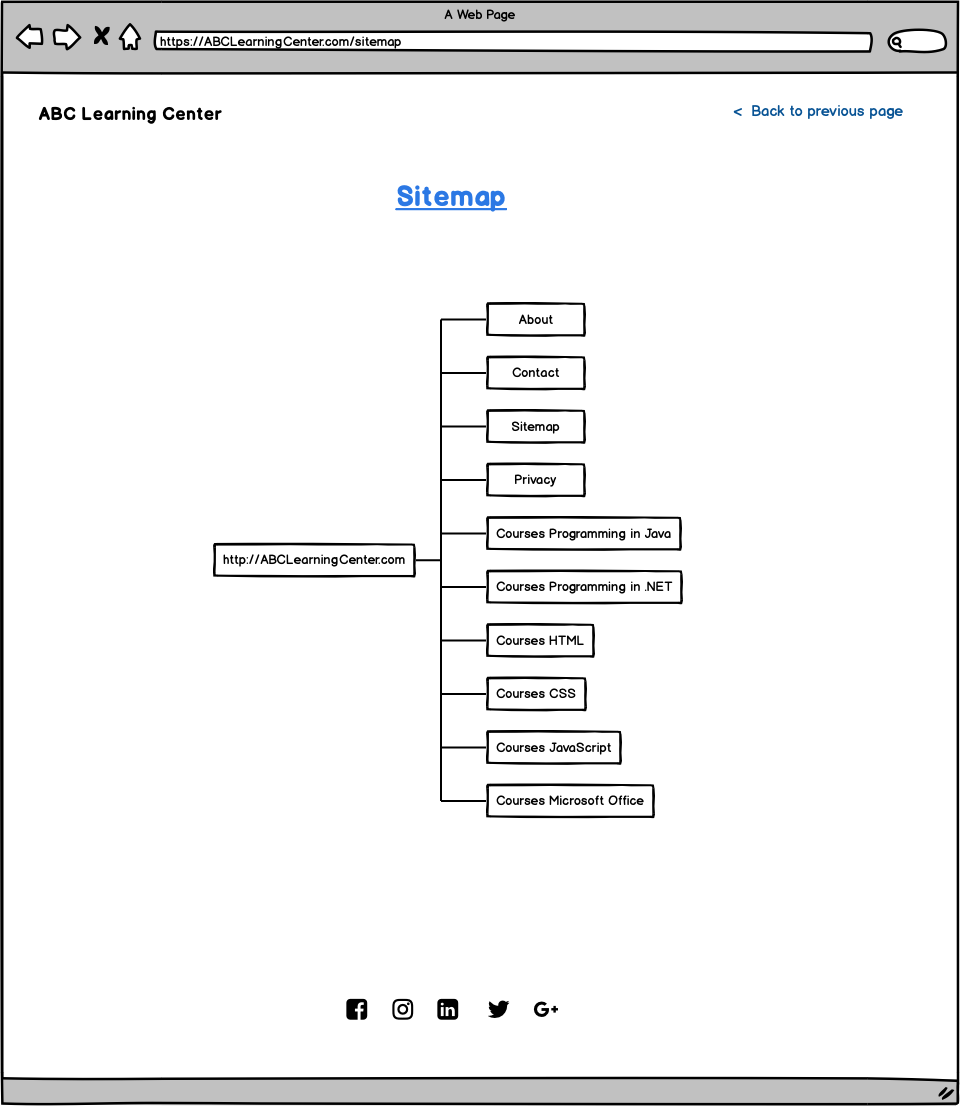 A Web Page
https://ABCLearningCenter.com/sitemap
ABC Learning Center
< Back to previous page
Sitemap
About
Contact
Sitemap
Privacy
Courses Programming in Java
http://ABCLearningCenter.com
Courses Programming in .NET
Courses HTML
Courses CSS
Courses JavaScript
Courses Microsoft Office